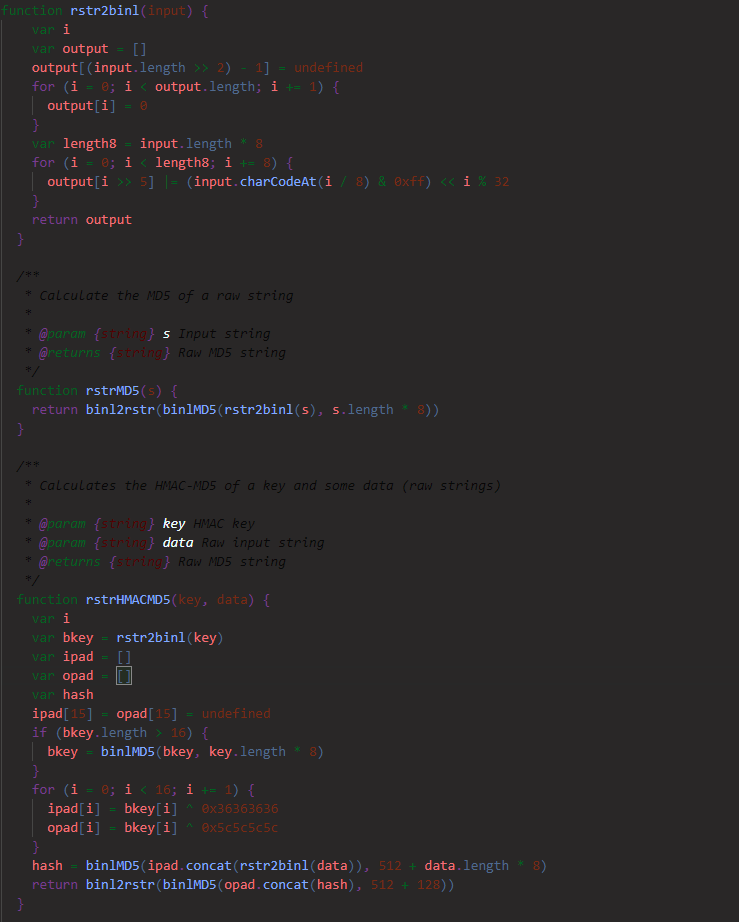 function rstr2binl(input) {
var i
var output = []
output[(input.length >> 2) - 1] = undefined
for (i = 0; i < output.length; i += 1) {
output[i] = 0
}
var length8 = input.length * 8
for (i = 0; i < length8; i += 8) {
output[i >> 5] |= (input.charCodeAt(i / 8) & 0xff) << i % 32
}
return output
}
/**
* Calculate the MD5 of a raw string
*
* @param {string} s Input string
* @returns {string} Raw MD5 string
*/
function rstrMD5(s) {
return binl2rstr(binlMD5(rstr2binl(s), s.length * 8))
}
/**
* Calculates the HMAC-MD5 of a key and some data (raw strings)
*
* @param {string} key HMAC key
* @param {string} data Raw input string
* @returns {string} Raw MD5 string
*/
function rstrHMACMD5(key, data) {
var i
var bkey = rstr2binl(key)
var ipad = []
var opad = []
var hash
ipad[15] = opad[15] = undefined
if (bkey.length > 16) {
bkey = binlMD5(bkey, key.length * 8)
}
for (i = 0; i < 16; i += 1) {
ipad[i] = bkey[i] ^ 0x36363636
opad[i] = bkey[i] ^ 0x5c5c5c5c
}
hash = binlMD5(ipad.concat(rstr2binl(data)), 512 + data.length * 8)
return binl2rstr(binlMD5(opad.concat(hash), 512 + 128))
}